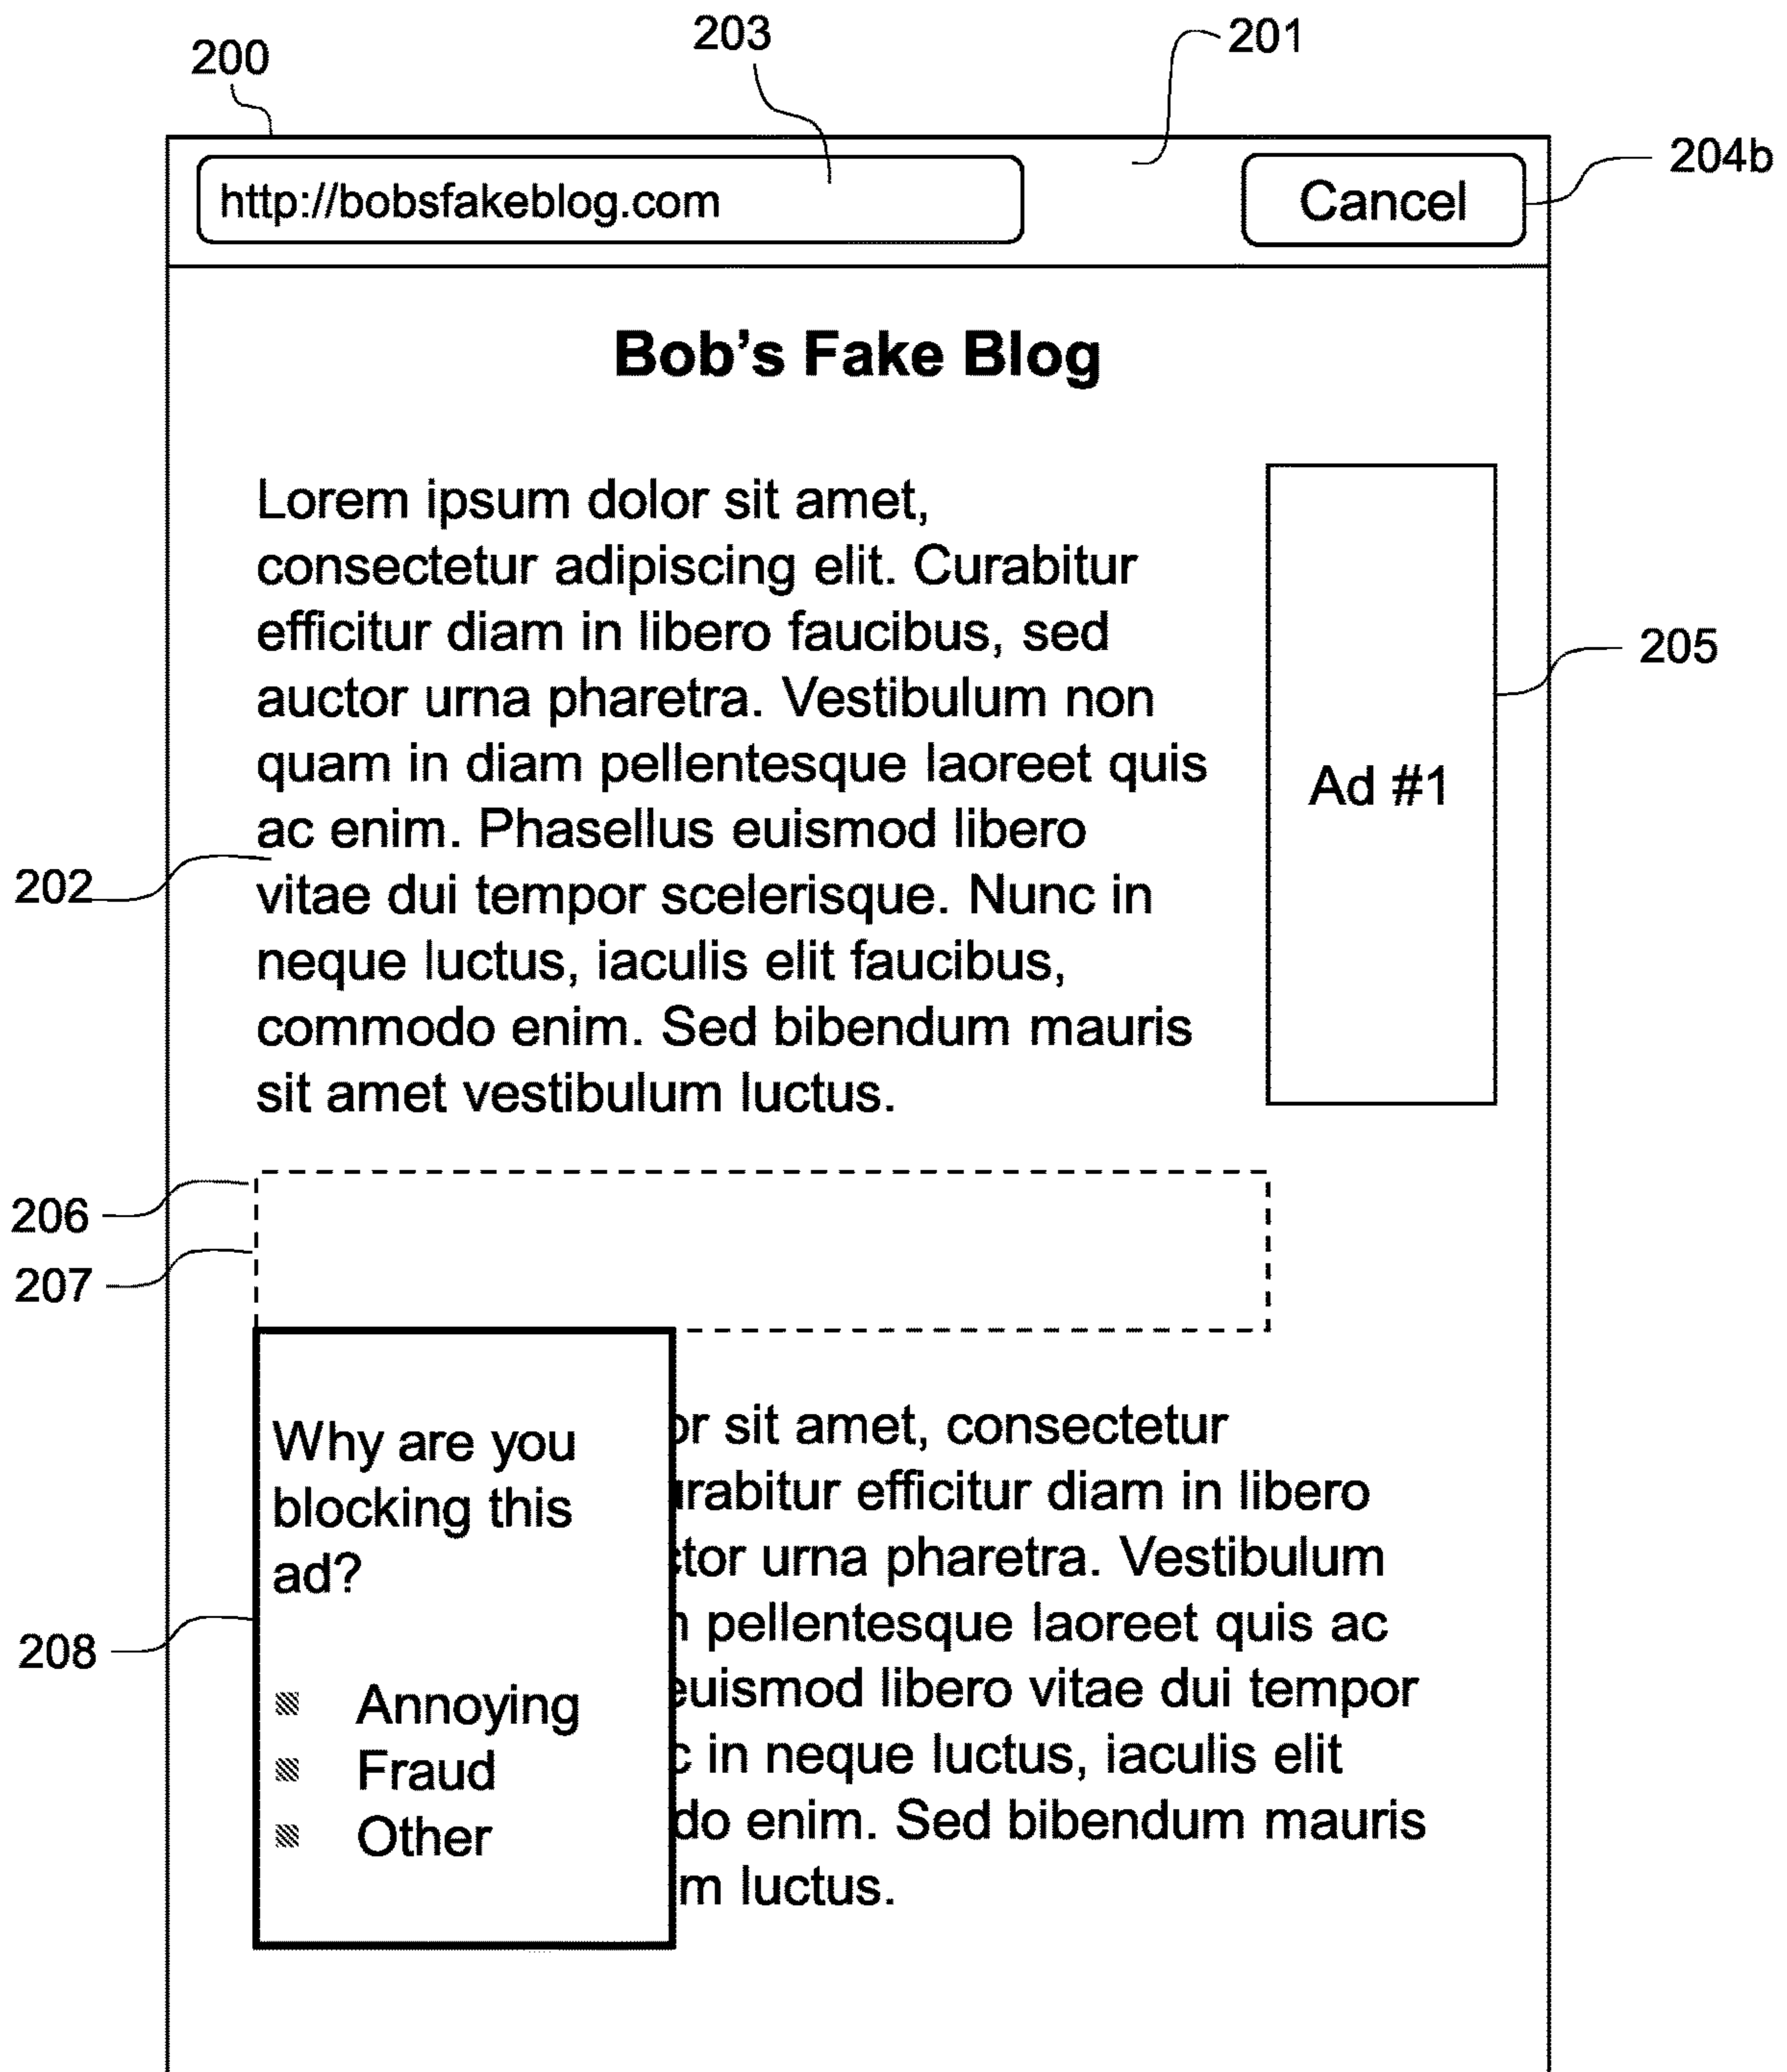 203
201
200
204b
http://bobsfakeblog.com
Cancel
Bob’s Fake Blog
Lorem ipsum dolor sit amet,
consectetur adipiscing elit. Curabitur
efficitur diam in libero faucibus, sed
auctor urna pharetra. Vestibulum non
quam in diam pellentesque laoreet quis
ac enim. Phasellus euismod libero
vitae dui tempor scelerisque. Nunc in
neque luctus, iaculis elit faucibus,
commodo enim. Sed bibendum mauris
sit amet vestibulum luctus.
205
Ad #1
202
206
207
208
Why are you
blocking this
ad?
Annoying
Fraud
Other
or sit amet, consectetur
rabitur efficitur diam in libero
tor urna pharetra. Vestibulum
pellentesque laoreet quis ac
euismod libero vitae dui tempor
c in neque luctus, iaculis elit
do enim. Sed bibendum mauris
m luctus.